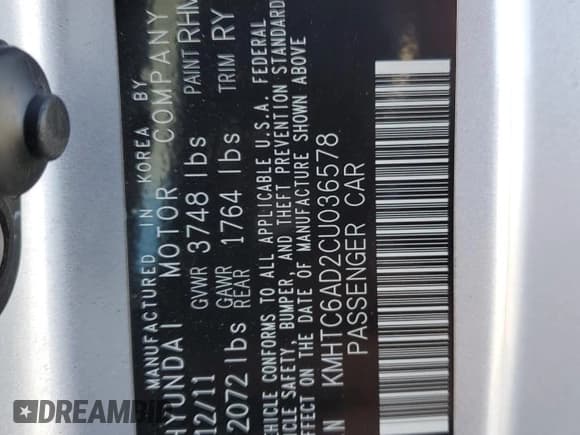 MANUFACTURED IN KOREA BY
HYUNDAI MOTOR COMPANY
12/11 GVWR 3748 lbs PAINT RHM
2072 lbs GAWR REAR 1764 lbs TRIM RY
VEHICLE CONFORMS TO ALL APPLICABLE U.S.A. FEDERAL
VEHICLE SAFETY, BUMPER, AND THEFT PREVENTION STANDARD
EFFECT ON THE DATE OF MANUFACTURE SHOWN ABOVE
KMHTC6AD2CU036578
PASSENGER CAR